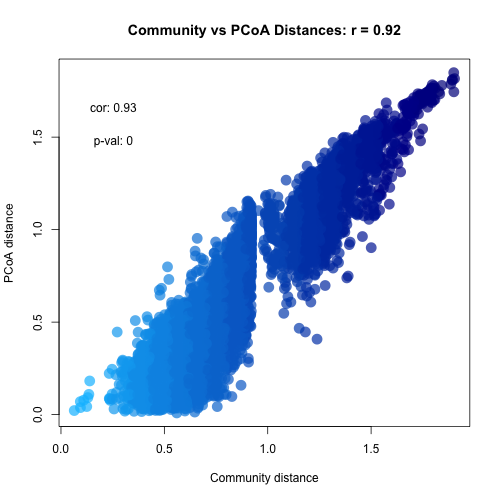 Community vs PCoA Distances: r = 0.92
cor: 0.93
p-val: 0
PCoA distance
0.0
0.5
1.0
1.5
0.0
0.5
1.0
1.5
Community distance